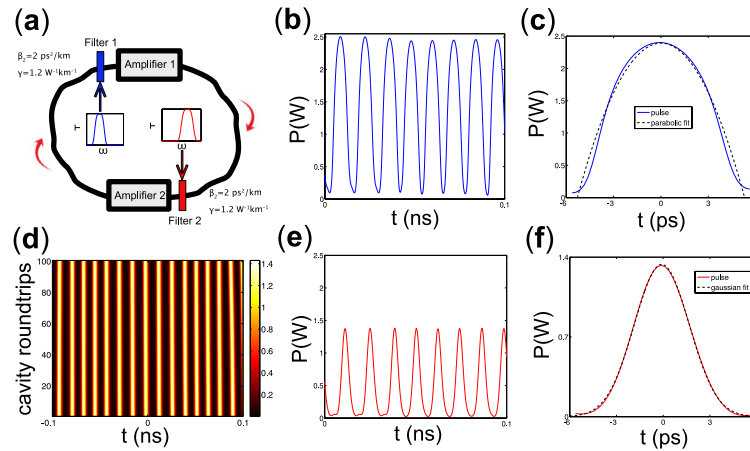 (a)
β₂=2 ps²/km
γ=1.2 W⁻¹km⁻¹
Filter 1
Amplifier 1
T
ω
T
ω
Amplifier 2
Filter 2
β₂=2 ps²/km
γ=1.2 W⁻¹km⁻¹
(b)
P(W)
2.5
2
1.5
1
0.5
0
0
0.1
t (ns)
(c)
P(W)
2.5
2
1.5
1
0.5
0
-6
-3
0
3
pulse
parabolic fit
t (ps)
(d)
cavity roundtrips
100
80
60
40
20
-0.1
0
0.1
t (ns)
1.4
1.2
1
0.8
0.6
0.4
0.2
(e)
P(W)
2.5
2
1.5
1
0.5
0
0
0.1
t (ns)
(f)
P(W)
1.4
0.7
0
-6
-3
0
3
pulse
gaussian fit
t (ps)